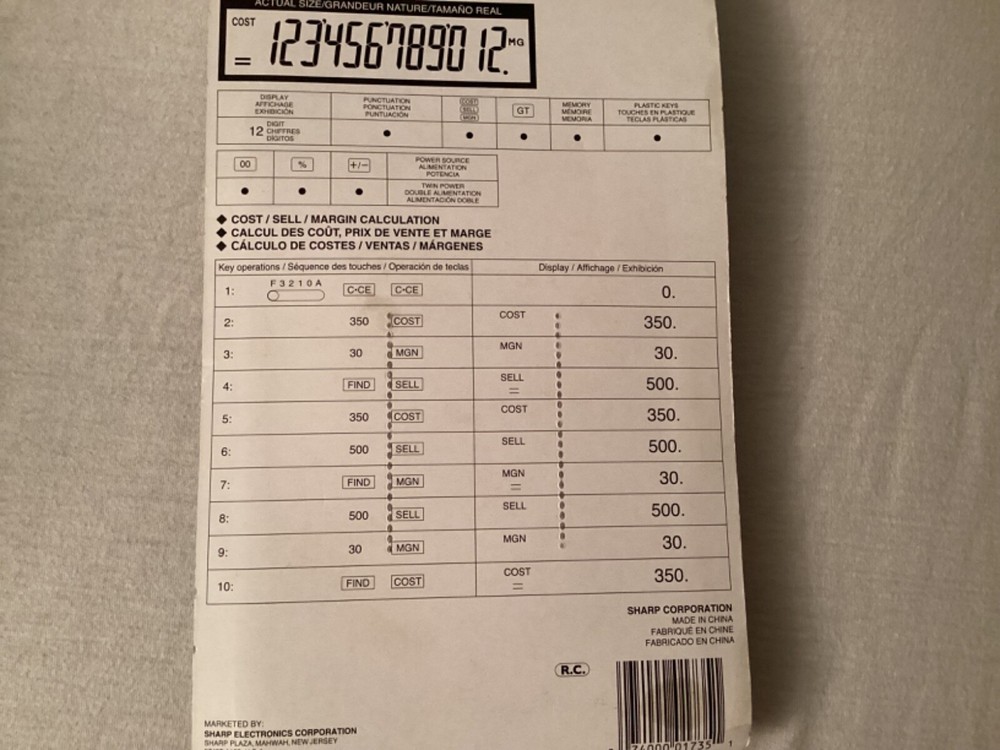 ACTUAL SIZE/GRANDEUR NATURE/TAMAÑO REAL
COST
= 123'456'789'012. MG
DISPLAY AFFICHAGE EXHIBICIÓN
PUNCTUATION PONCTUATION PUNTUACIÓN
COST SELL MGN
GT
MEMORY MÉMOIRE MEMORIA
PLASTIC KEYS TOUCHES EN PLASTIQUE TECLAS PLÁSTICAS
12 DIGIT CHIFFRES DÍGITOS ● ● ● ● ●
00 % +/− POWER SOURCE ALIMENTATION POTENCIA
● ● ● TWIN POWER DOUBLE ALIMENTATION ALIMENTACIÓN DOBLE
◆ COST / SELL / MARGIN CALCULATION
◆ CALCUL DES COÛT, PRIX DE VENTE ET MARGE
◆ CÁLCULO DE COSTES / VENTAS / MÁRGENES
Key operations / Séquence des touches / Operación de teclas Display / Affichage / Exhibición
1: F 3 2 1 0 A C•CE C•CE 0.
2: 350 COST COST 350.
3: 30 MGN MGN 30.
4: FIND SELL SELL = 500.
5: 350 COST COST 350.
6: 500 SELL SELL 500.
7: FIND MGN MGN = 30.
8: 500 SELL SELL 500.
9: 30 MGN MGN 30.
10: FIND COST COST = 350.
SHARP CORPORATION
MADE IN CHINA
FABRIQUÉ EN CHINE
FABRICADO EN CHINA
R.C.
MARKETED BY:
SHARP ELECTRONICS CORPORATION
SHARP PLAZA, MAHWAH, NEW JERSEY
74000 01735 1